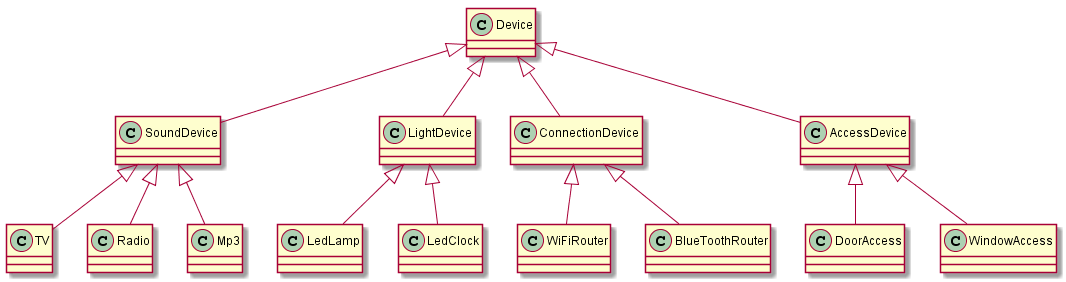 C Device
C SoundDevice
C LightDevice
C ConnectionDevice
C AccessDevice
C TV
C Radio
C Mp3
C LedLamp
C LedClock
C WiFiRouter
C BlueToothRouter
C DoorAccess
C WindowAccess